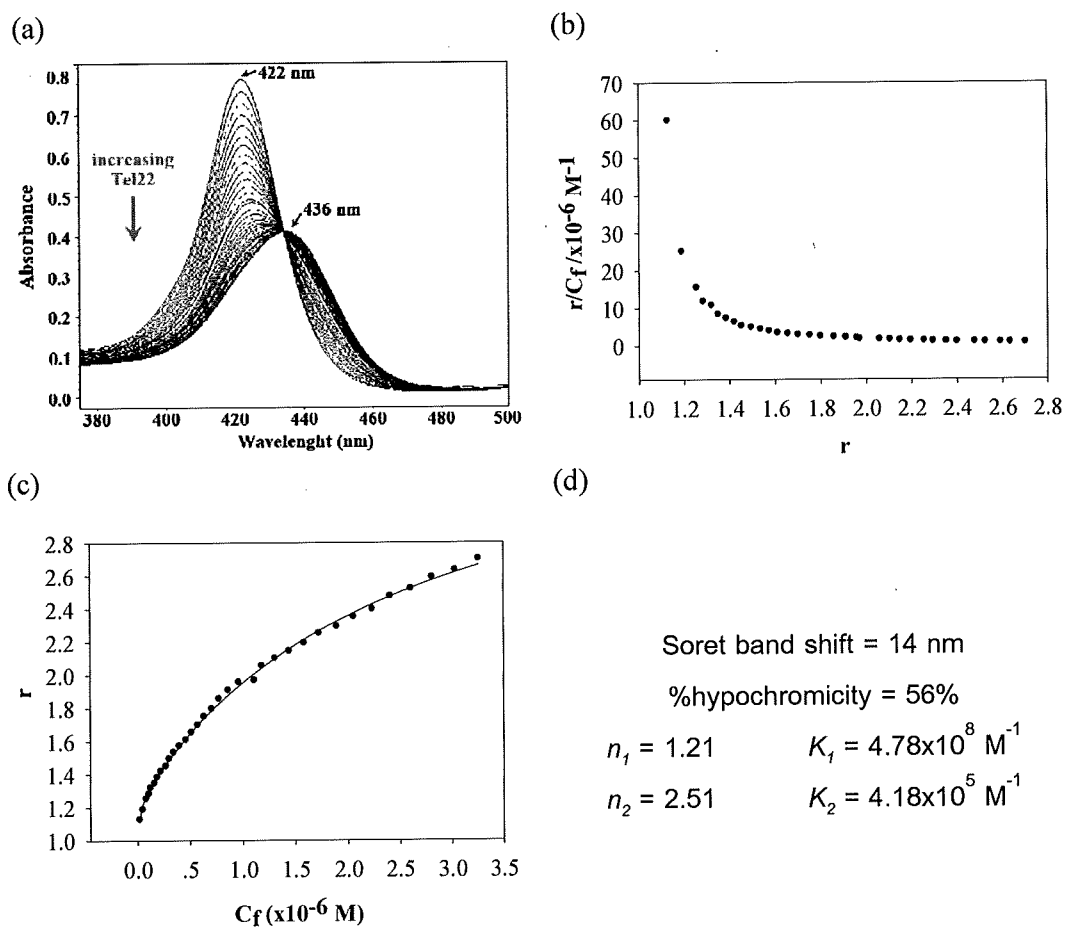 (a)
0.8
0.7
0.6
0.5
0.4
0.3
0.2
0.1
0.0
Absorbance
422 nm
increasing
Tel22
436 nm
380 400 420 440 460 480 500
Wavelenght (nm)
(b)
70
60
50
40
30
20
10
0
r/Cf /x10-6 M-1
1.0 1.2 1.4 1.6 1.8 2.0 2.2 2.4 2.6 2.8
r
(c)
2.8
2.6
2.4
2.2
2.0
1.8
1.6
1.4
1.2
1.0
r
0.0 .5 1.0 1.5 2.0 2.5 3.0 3.5
Cf (x10-6 M)
(d)
Soret band shift = 14 nm
%hypochromicity = 56%
n1 = 1.21 K1 = 4.78x10^8 M^-1
n2 = 2.51 K2 = 4.18x10^5 M^-1